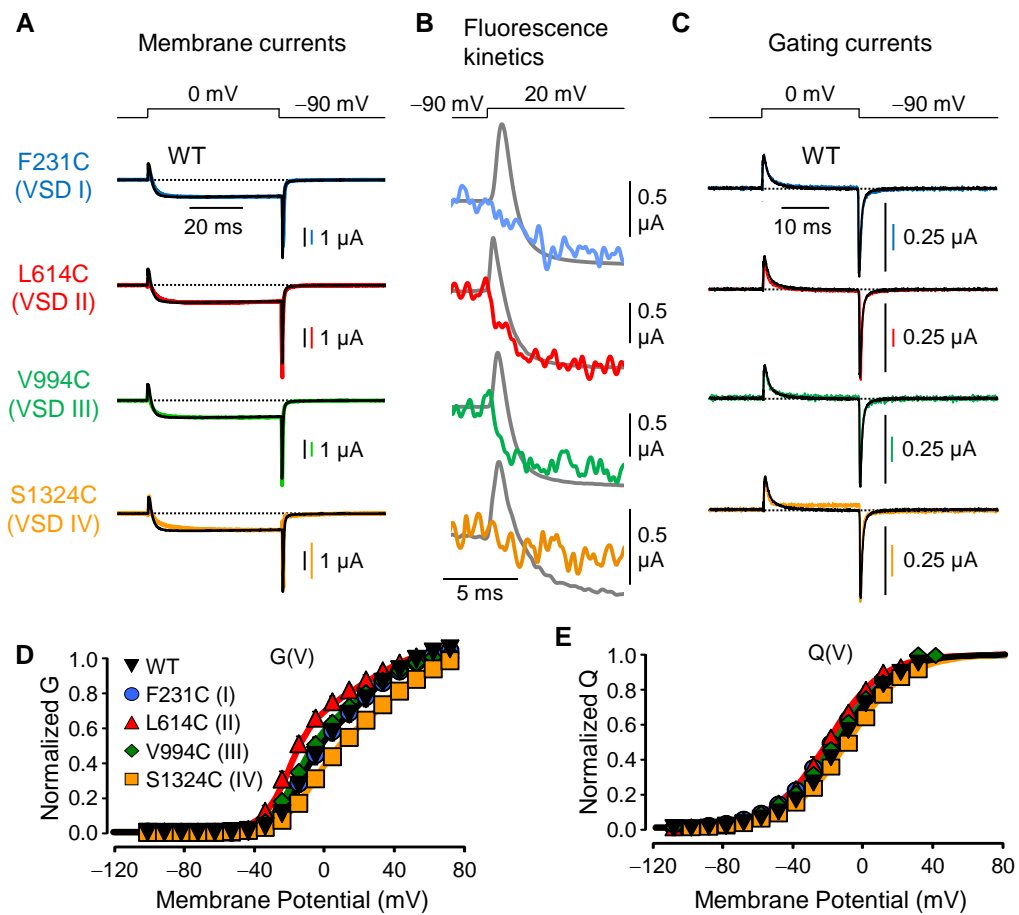 A
Membrane currents
0 mV
−90 mV
F231C
(VSD I)
WT
20 ms
1 µA
L614C
(VSD II)
1 µA
V994C
(VSD III)
1 µA
S1324C
(VSD IV)
1 µA
B
Fluorescence
kinetics
−90 mV
20 mV
0.5
µA
0.5
µA
0.5
µA
0.5
µA
5 ms
C
Gating currents
0 mV
−90 mV
WT
10 ms
0.25 µA
0.25 µA
0.25 µA
0.25 µA
D
G(V)
Normalized G
1.0
0.8
0.6
0.4
0.2
0.0
WT
F231C (I)
L614C (II)
V994C (III)
S1324C (IV)
−120
−80
−40
0
40
80
Membrane Potential (mV)
E
Q(V)
Normalized Q
1.0
0.8
0.6
0.4
0.2
0.0
−120
−80
−40
0
40
80
Membrane Potential (mV)